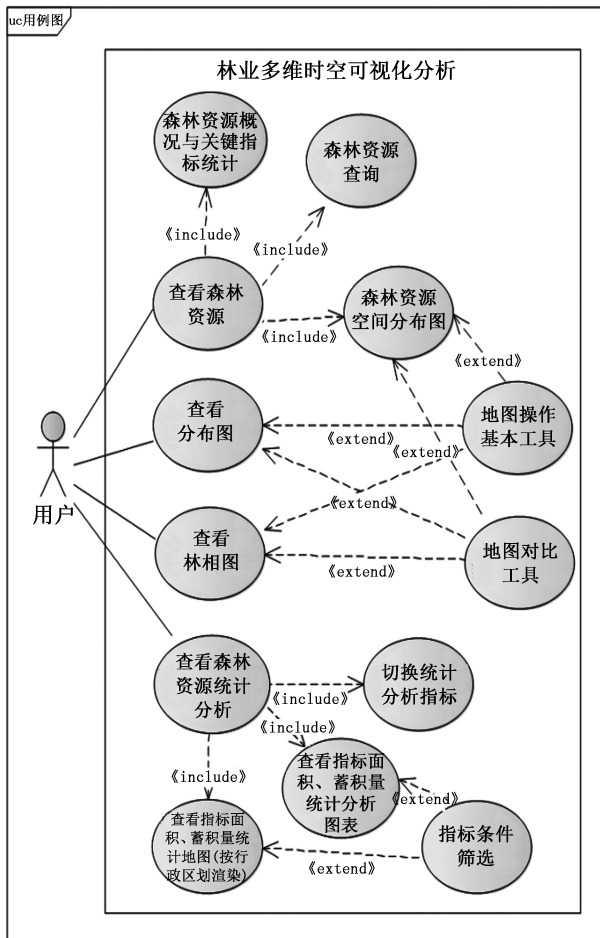 uc用例图
林业多维时空可视化分析
森林资源概
况与关键指
标统计
森林资源
查询
《include》
《include》
查看森林
资源
《include》
森林资源
空间分布图
《extend》
查看
分布图
《extend》
《extend》
地图操作
基本工具
用户
《extend》
查看
林相图
《extend》
地图对比
工具
查看森林
资源统计
分析
《include》
切换统计
分析指标
《include》
《include》
查看指标面
积、蓄积量
统计分析
图表
《extend》
查看指标面
积、蓄积量统
计地图(按行
政区划渲染)
《extend》
指标条件
筛选